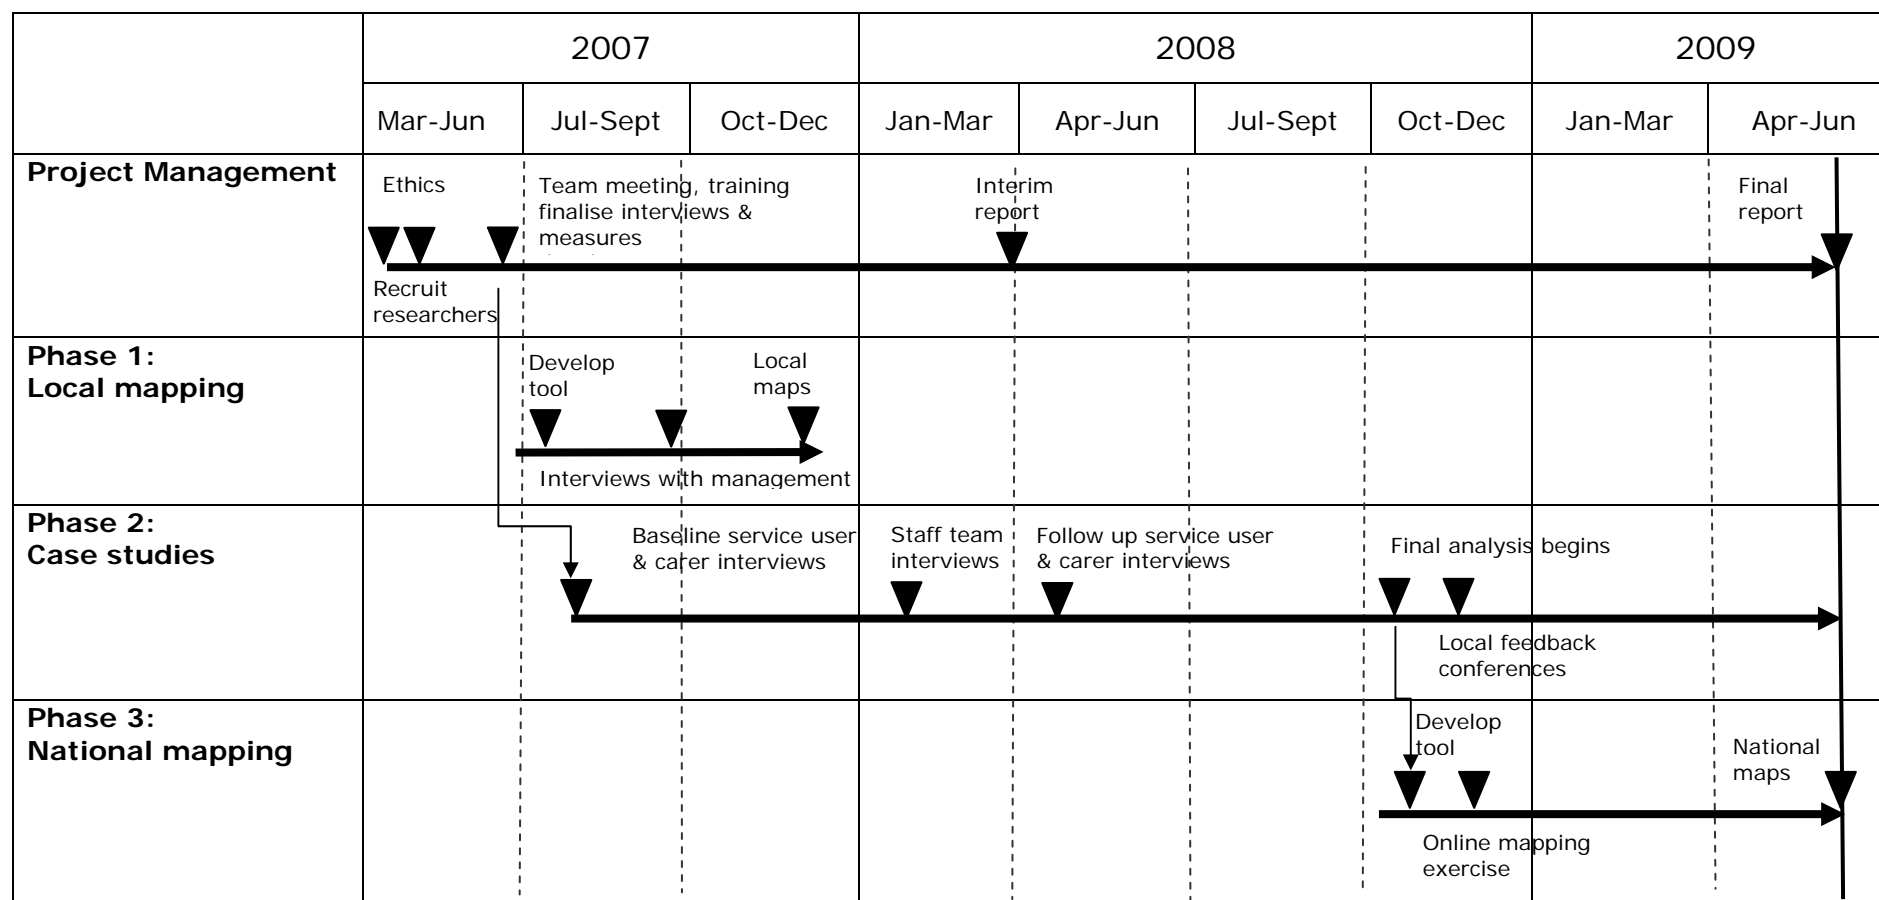 2007
2008
2009
Mar-Jun
Jul-Sept
Oct-Dec
Jan-Mar
Apr-Jun
Jul-Sept
Oct-Dec
Jan-Mar
Apr-Jun
Project Management
Ethics
Team meeting, training
finalise interviews &
measures
Interim
report
Final
report
Recruit
researchers
Phase 1:
Local mapping
Develop
tool
Local
maps
Interviews with management
Phase 2:
Case studies
Baseline service user
& carer interviews
Staff team
interviews
Follow up service user
& carer interviews
Final analysis begins
Local feedback
conferences
Phase 3:
National mapping
Develop
tool
National
maps
Online mapping
exercise